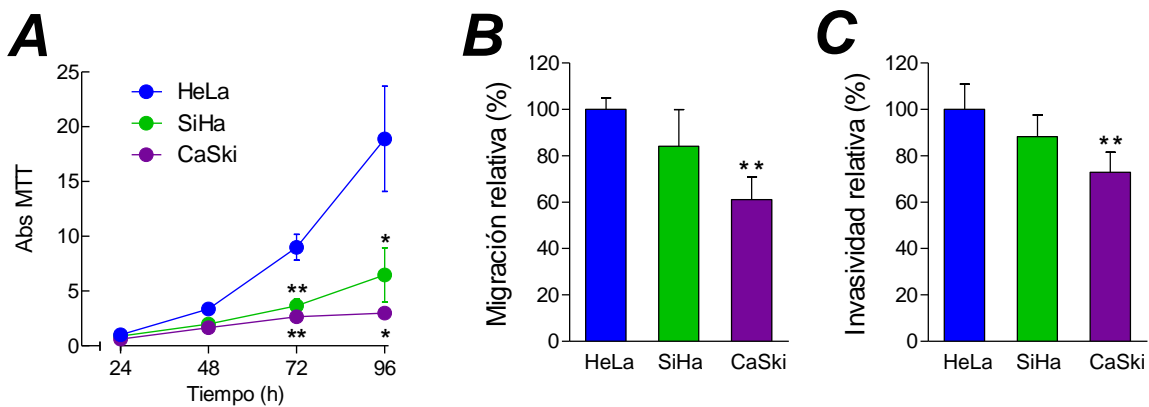 A
25
20
15
10
5
0
Abs MTT
HeLa
SiHa
CaSki
**
**
*
*
24 48 72 96
Tiempo (h)
B
120
100
80
60
40
20
0
Migración relativa (%)
**
HeLa SiHa CaSki
C
120
100
80
60
40
20
0
Invasividad relativa (%)
**
HeLa SiHa CaSki